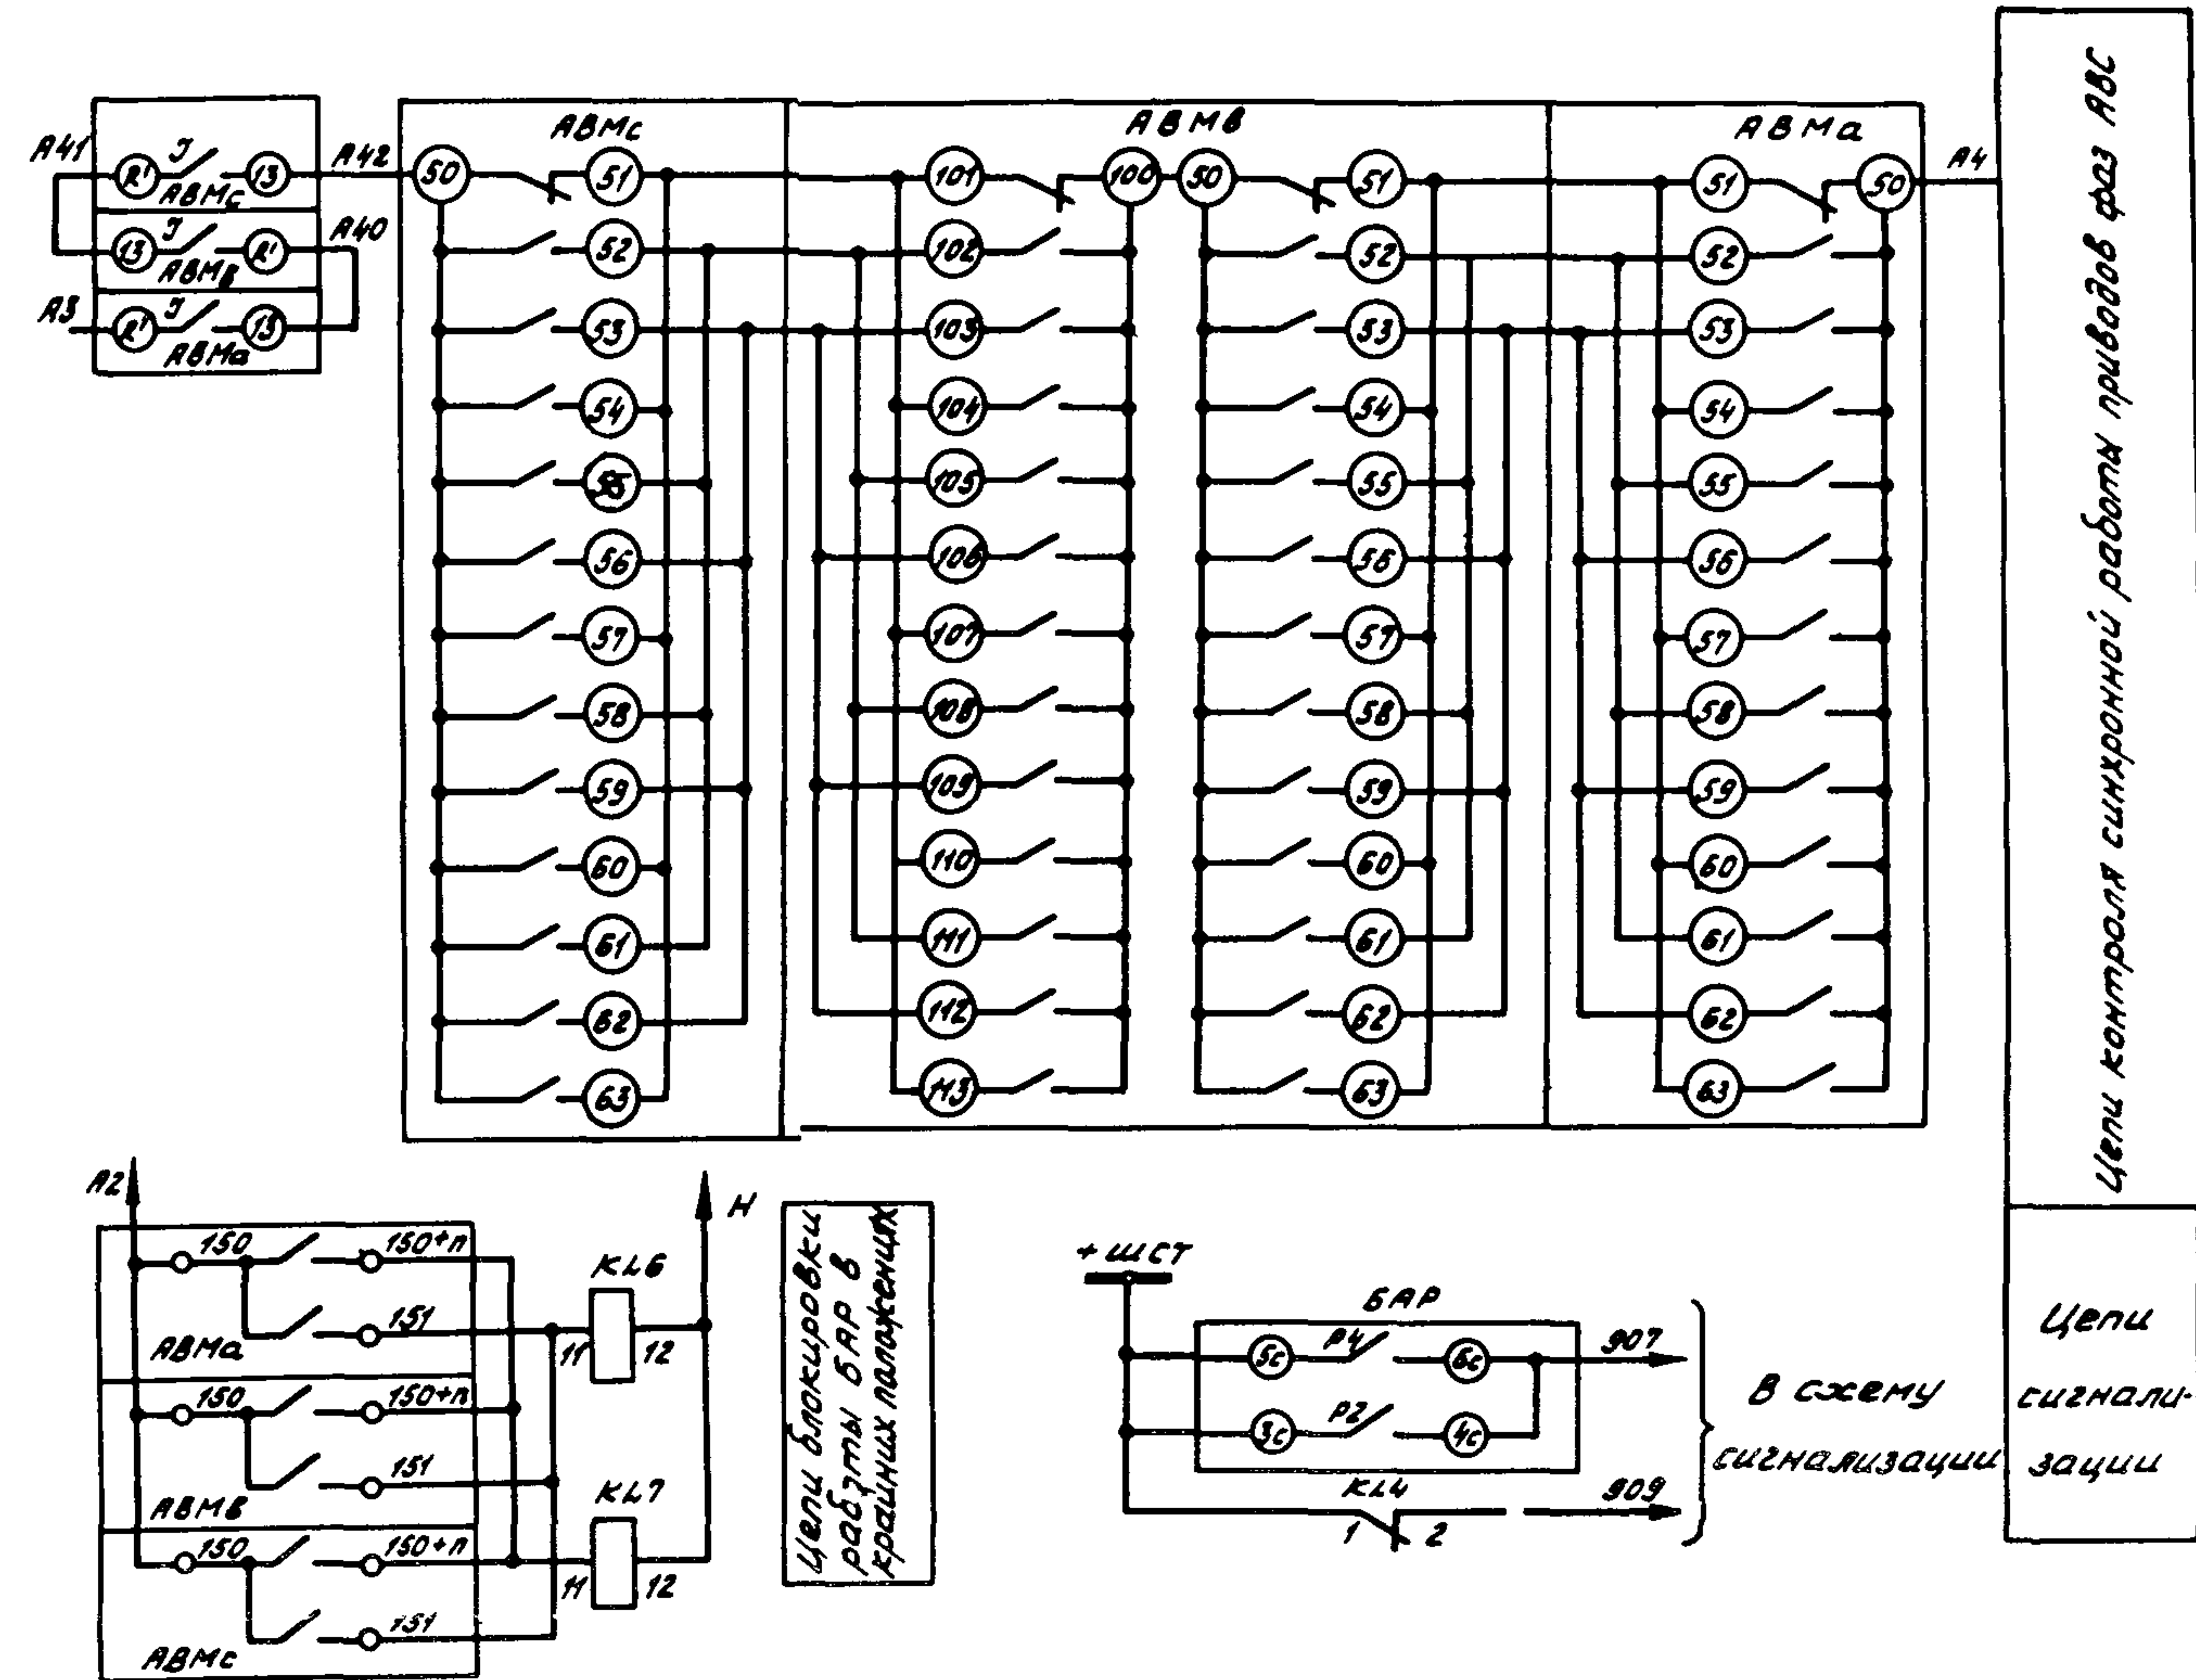 А41
R'
J
13
АВМс
А42
13
J
R'
АВМв
А40
А3
R'
J
13
АВМа
АВМс
50
51
52
53
54
55
56
57
58
59
60
61
62
63
АВМв
101
102
103
104
105
106
107
108
109
110
111
112
113
100
50
51
52
53
54
55
56
57
58
59
60
61
62
63
АВМа
51
52
53
54
55
56
57
58
59
60
61
62
63
50
А4
Цепи контроля синхронной работы приводов фаз АВС
А2
Н
150
150+п
151
АВМа
150
150+п
151
АВМв
150
150+п
151
АВМс
KL6
11
12
KL7
11
12
Цепи блокировки
работы БАР в
крайних положениях
+ШСТ
БАР
5с
Р4
6с
907
3с
Р2
4с
KL4
1
2
909
В схему
сигнализации
Цепи
сигнали-
зации